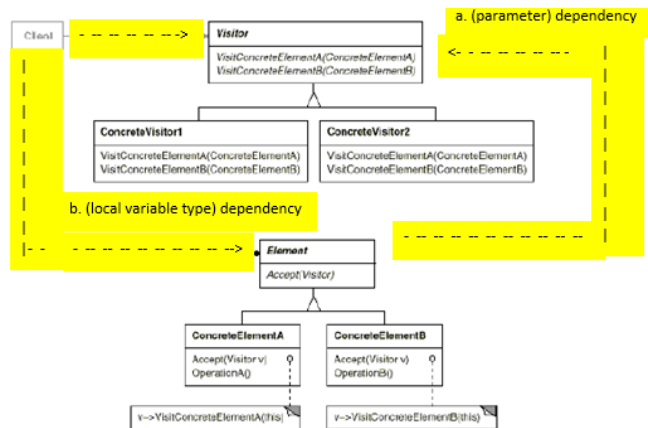 a. (parameter) dependency
Client
Visitor
VisitConcreteElementA(ConcreteElementA)
VisitConcreteElementB(ConcreteElementB)
ConcreteVisitor1
VisitConcreteElementA(ConcreteElementA)
VisitConcreteElementB(ConcreteElementB)
ConcreteVisitor2
VisitConcreteElementA(ConcreteElementA)
VisitConcreteElementB(ConcreteElementB)
b. (local variable type) dependency
Element
Accept(Visitor)
ConcreteElementA
Accept(Visitor v)
OperationA()
ConcreteElementB
Accept(Visitor v)
OperationB()
v-->VisitConcreteElementA(this)
v-->VisitConcreteElementB(this)